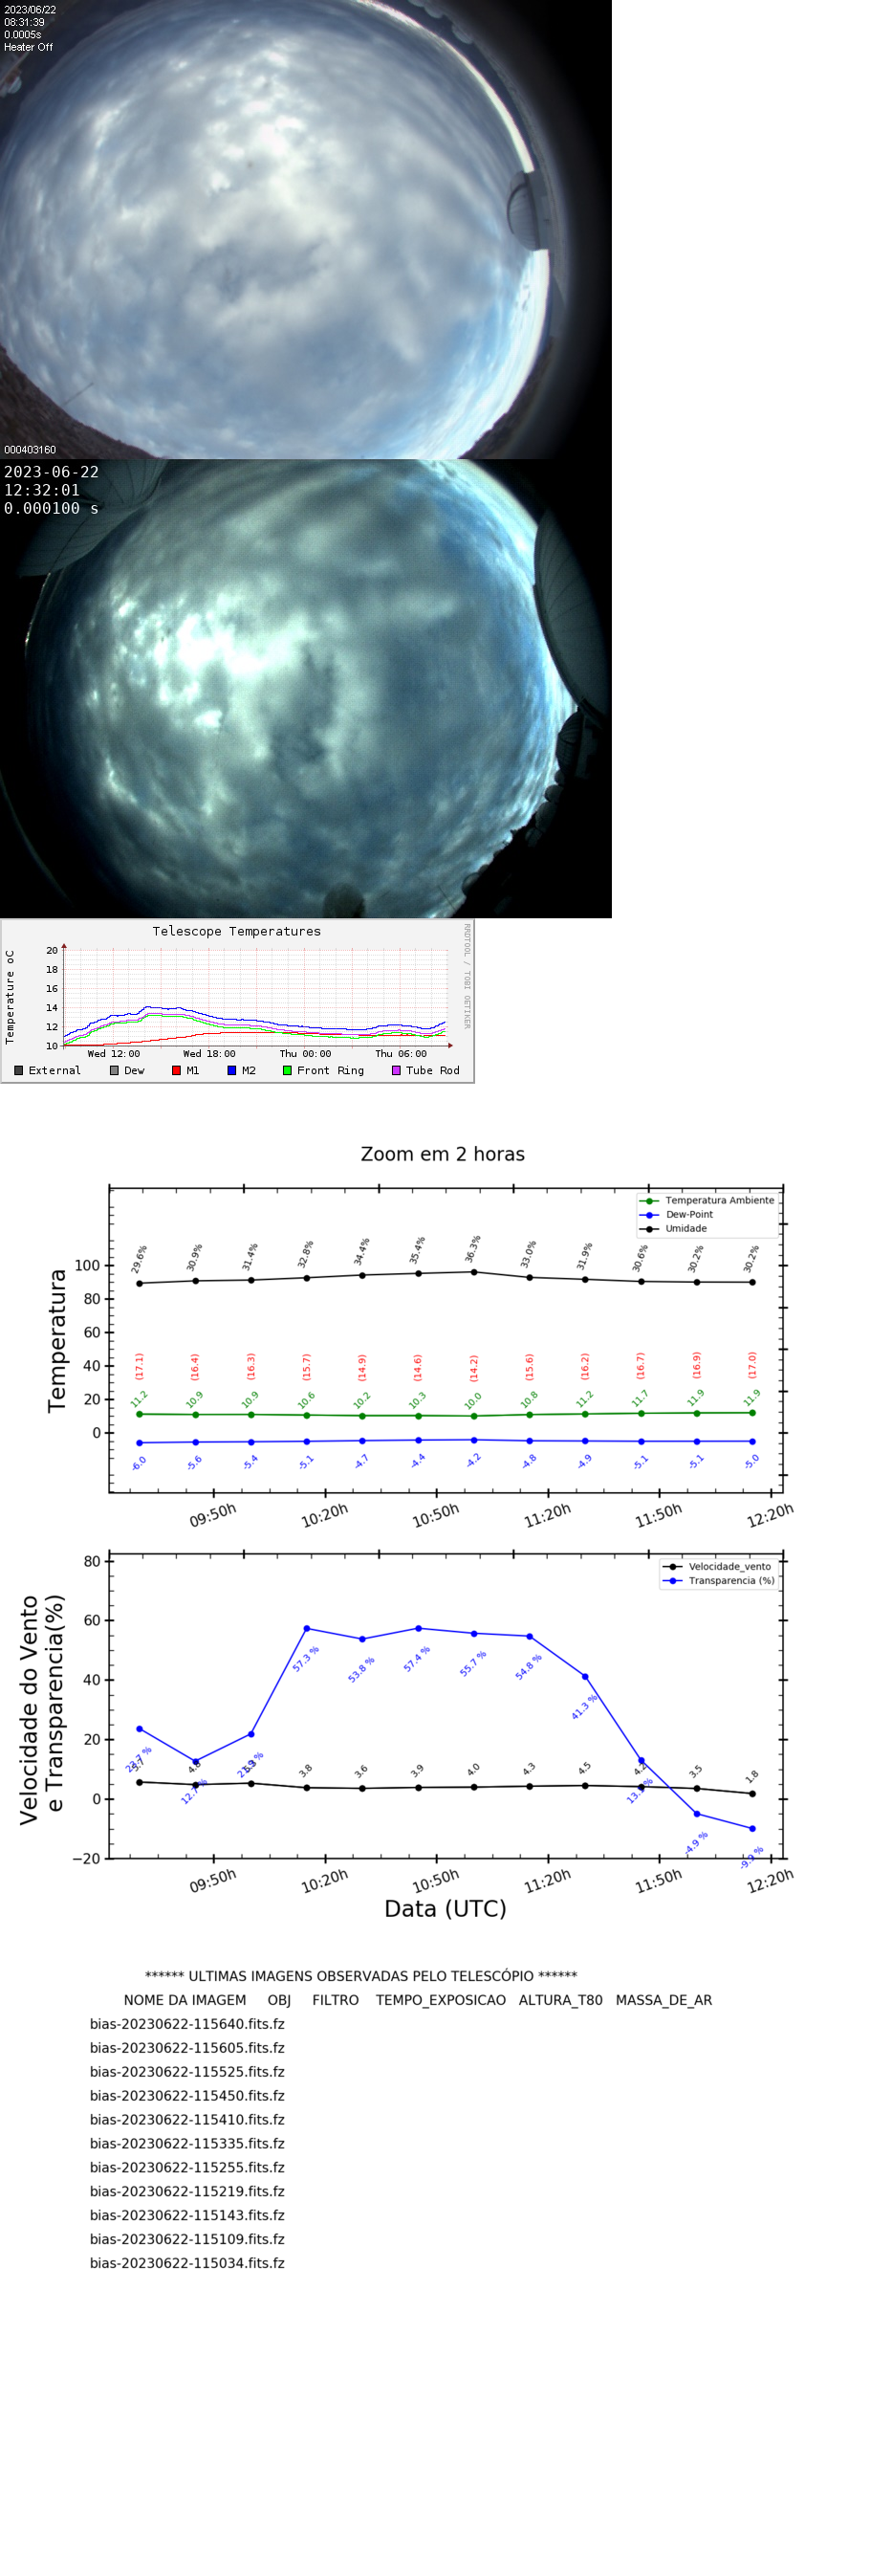 2023/06/22
08:31:39
0.0005s
Heater Off
000403160
2023-06-22
12:32:01
0.000100 s
Telescope Temperatures
RRDTOOL / TOBI OETIKER
Temperature oC
20
18
16
14
12
10
Wed 12:00 Wed 18:00 Thu 00:00 Thu 06:00
External Dew M1 M2 Front Ring Tube Rod
Zoom em 2 horas
Temperatura Ambiente
Dew-Point
Umidade
Temperatura
100
80
60
40
20
0
29.6% 30.9% 31.4% 32.8% 34.4% 35.4% 36.3% 33.0% 31.9% 30.6% 30.2% 30.2%
(17.1) (16.4) (16.3) (15.7) (14.9) (14.6) (14.2) (15.6) (16.2) (16.7) (16.9) (17.0)
11.2 10.9 10.9 10.6 10.2 10.3 10.0 10.8 11.2 11.7 11.9 11.9
-6.0 -5.6 -5.4 -5.1 -4.7 -4.4 -4.2 -4.8 -4.9 -5.1 -5.1 -5.0
09:50h 10:20h 10:50h 11:20h 11:50h 12:20h
Velocidade_vento
Transparencia (%)
Velocidade do Vento
e Transparencia(%)
80
60
40
20
0
−20
57.3 % 53.8 % 57.4 % 55.7 % 54.8 % 41.3 % -4.9 % -9.9 %
3.8 3.6 3.9 4.0 4.3 4.5 4.2 3.5 1.8
09:50h 10:20h 10:50h 11:20h 11:50h 12:20h
Data (UTC)
****** ULTIMAS IMAGENS OBSERVADAS PELO TELESCÓPIO ******
NOME DA IMAGEM OBJ FILTRO TEMPO_EXPOSICAO ALTURA_T80 MASSA_DE_AR
bias-20230622-115640.fits.fz
bias-20230622-115605.fits.fz
bias-20230622-115525.fits.fz
bias-20230622-115450.fits.fz
bias-20230622-115410.fits.fz
bias-20230622-115335.fits.fz
bias-20230622-115255.fits.fz
bias-20230622-115219.fits.fz
bias-20230622-115143.fits.fz
bias-20230622-115109.fits.fz
bias-20230622-115034.fits.fz